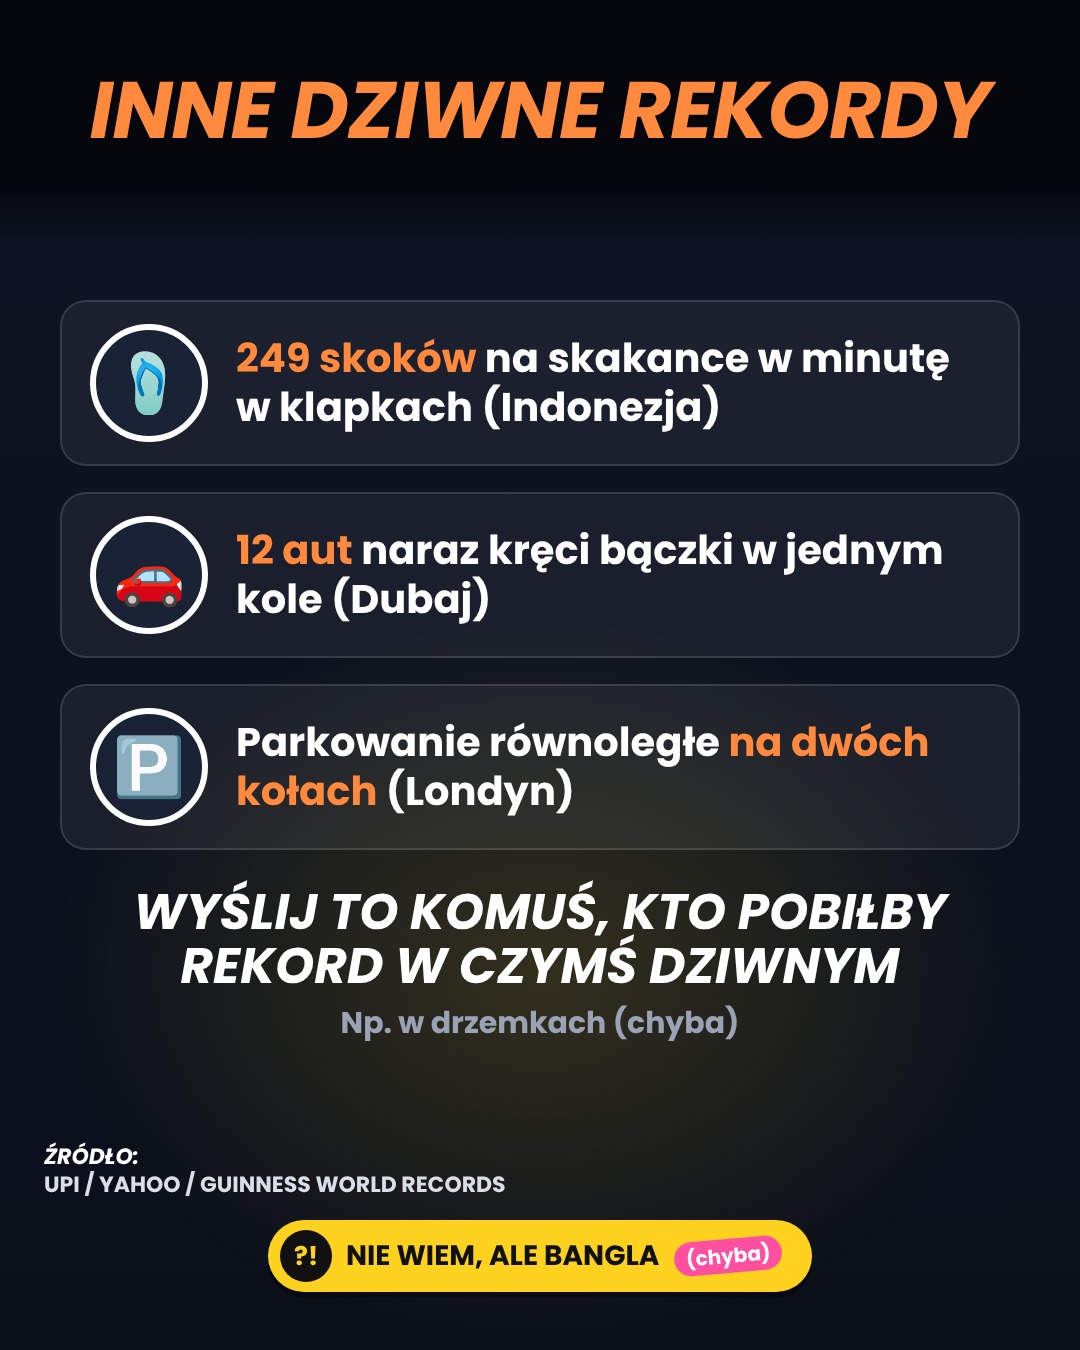 INNE DZIWNE REKORDY
249 skoków na skakance w minutę
w klapkach (Indonezja)
12 aut naraz kręci bączki w jednym
kole (Dubaj)
P
Parkowanie równoległe na dwóch
kołach (Londyn)
WYŚLIJ TO KOMUŚ, KTO POBIŁBY
REKORD W CZYMŚ DZIWNYM
Np. w drzemkach (chyba)
ŹRÓDŁO:
UPI / YAHOO / GUINNESS WORLD RECORDS
?! NIE WIEM, ALE BANGLA (chyba)